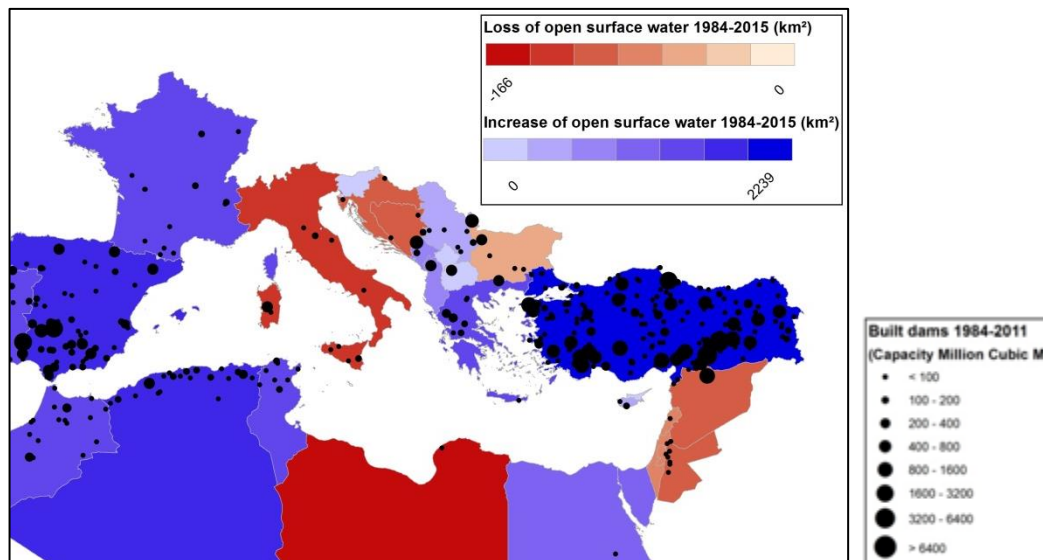 Loss of open surface water 1984-2015 (km²)
-166
0
Increase of open surface water 1984-2015 (km²)
0
2239
Built dams 1984-2011
(Capacity Million Cubic M
< 100
100 - 200
200 - 400
400 - 800
800 - 1600
1600 - 3200
3200 - 6400
> 6400